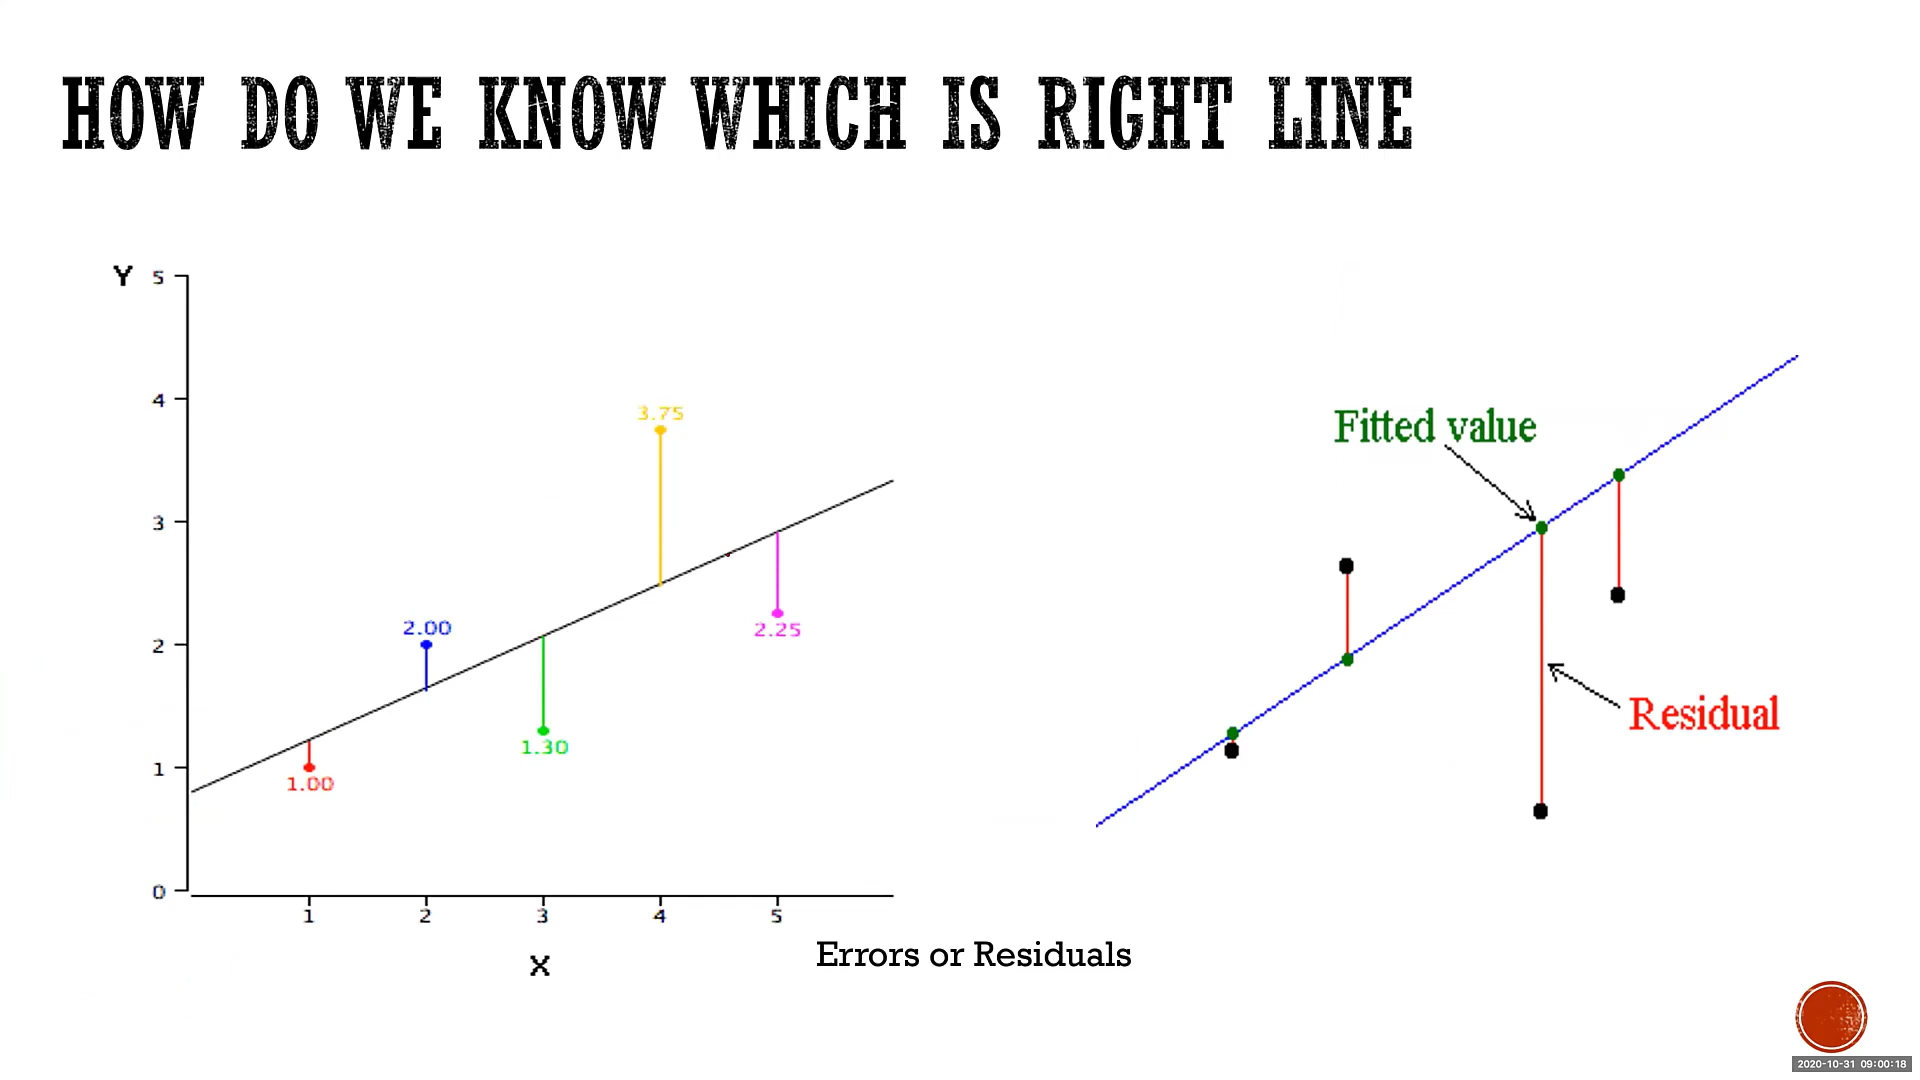 HOW DO WE KNOW WHICH IS RIGHT LINE
Y
5
4
3
2
1
0
3.75
2.00
2.25
1.30
1.00
1 2 3 4 5
X
Fitted value
Residual
Errors or Residuals
2020-10-31 09:00:18